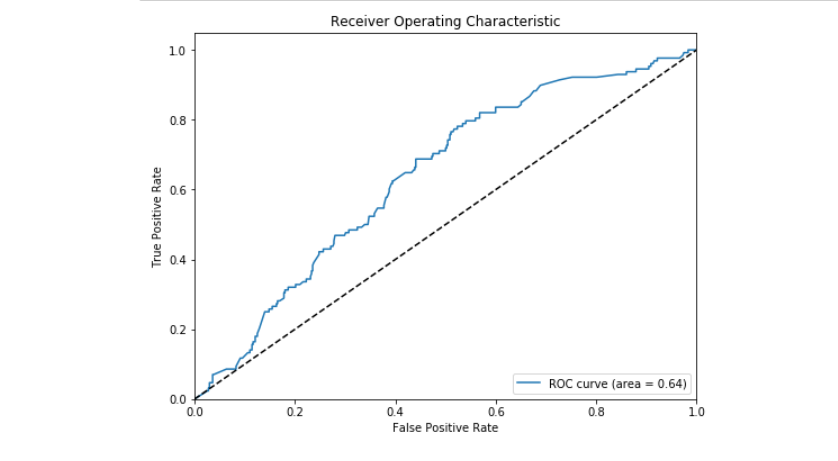 Receiver Operating Characteristic
1.0
0.8
0.6
0.4
0.2
0.0
True Positive Rate
ROC curve (area = 0.64)
0.0 0.2 0.4 0.6 0.8 1.0
False Positive Rate